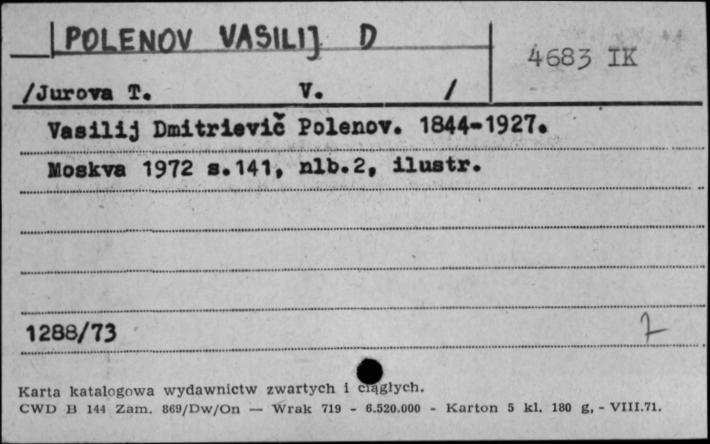 POLENOV VASILIJ D
4683 IK
/Jurova T. V. /
Vasilij Dmitrievič Polenov. 1844-1927.
Moskva 1972 s.141, nlb.2, ilustr.
1288/73
Karta katalogowa wydawnictw zwartych i ciągłych.
CWD B 144 Zam. 869/Dw/On — Wrak 719 - 6.520.000 - Karton 5 kl. 180 g, - VIII.71.